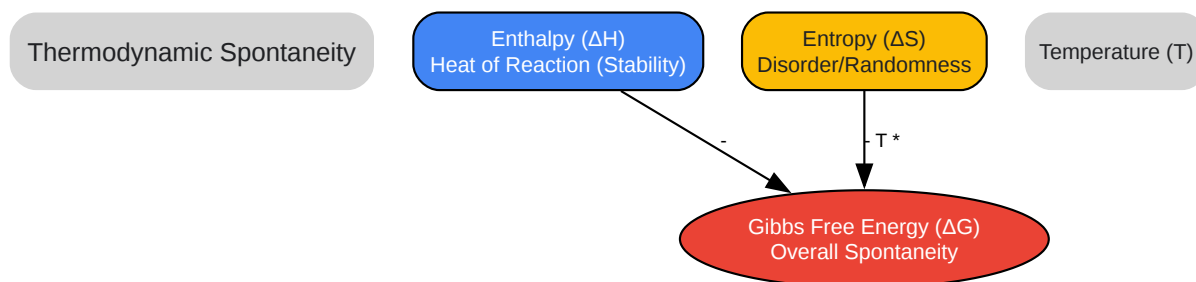 Thermodynamic Spontaneity
Enthalpy (ΔH)
Heat of Reaction (Stability)
Entropy (ΔS)
Disorder/Randomness
Temperature (T)
-
- T *
Gibbs Free Energy (ΔG)
Overall Spontaneity